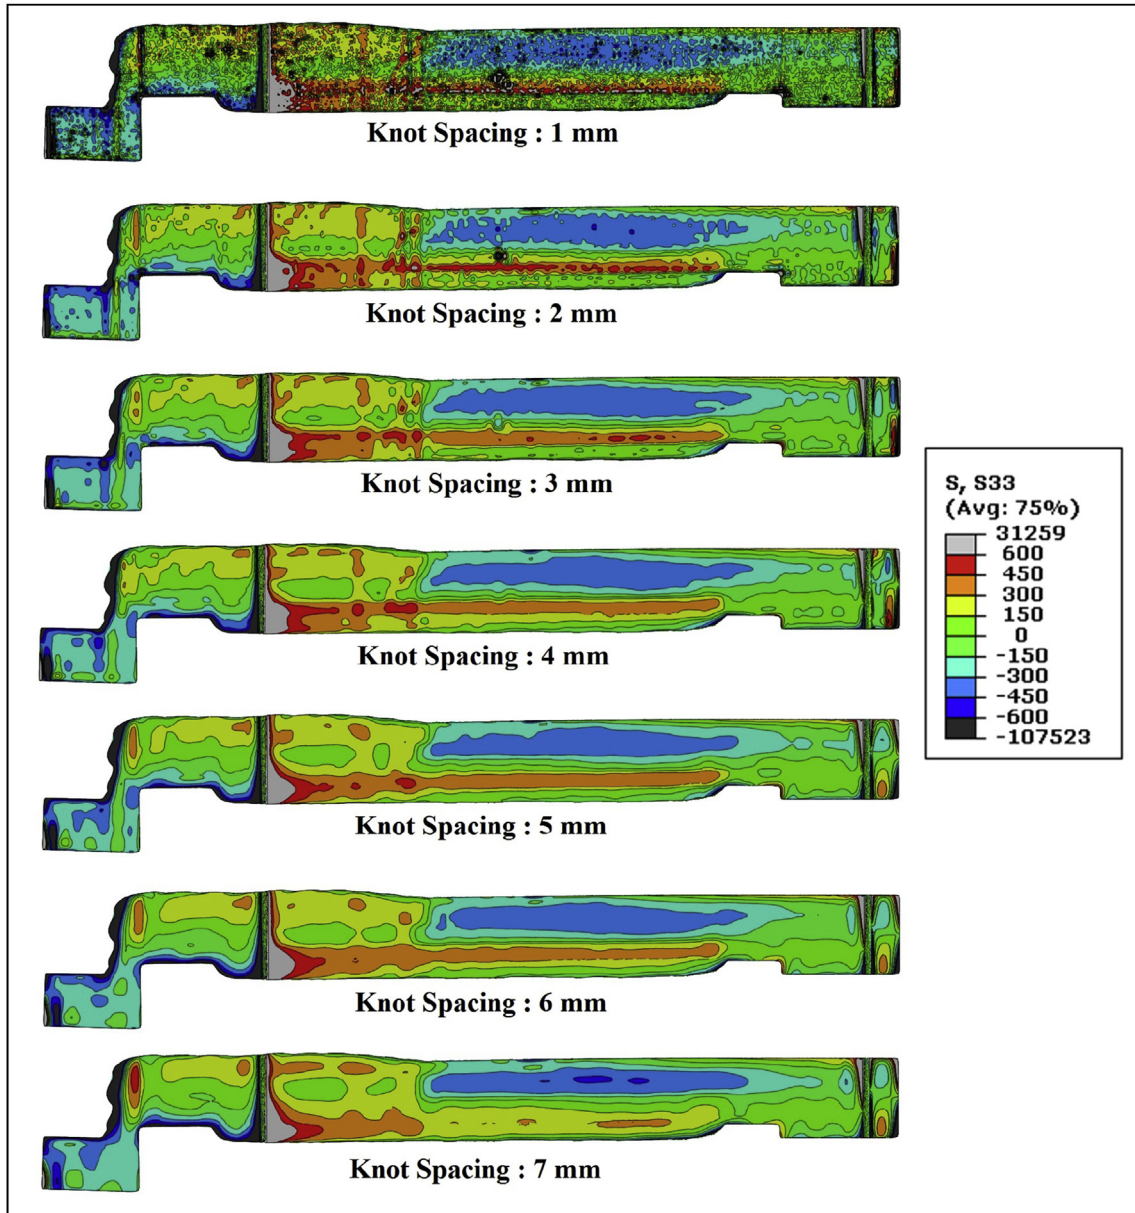 Knot Spacing : 1 mm
Knot Spacing : 2 mm
Knot Spacing : 3 mm
Knot Spacing : 4 mm
Knot Spacing : 5 mm
Knot Spacing : 6 mm
Knot Spacing : 7 mm
S, S33
(Avg: 75%)
31259
600
450
300
150
0
-150
-300
-450
-600
-107523